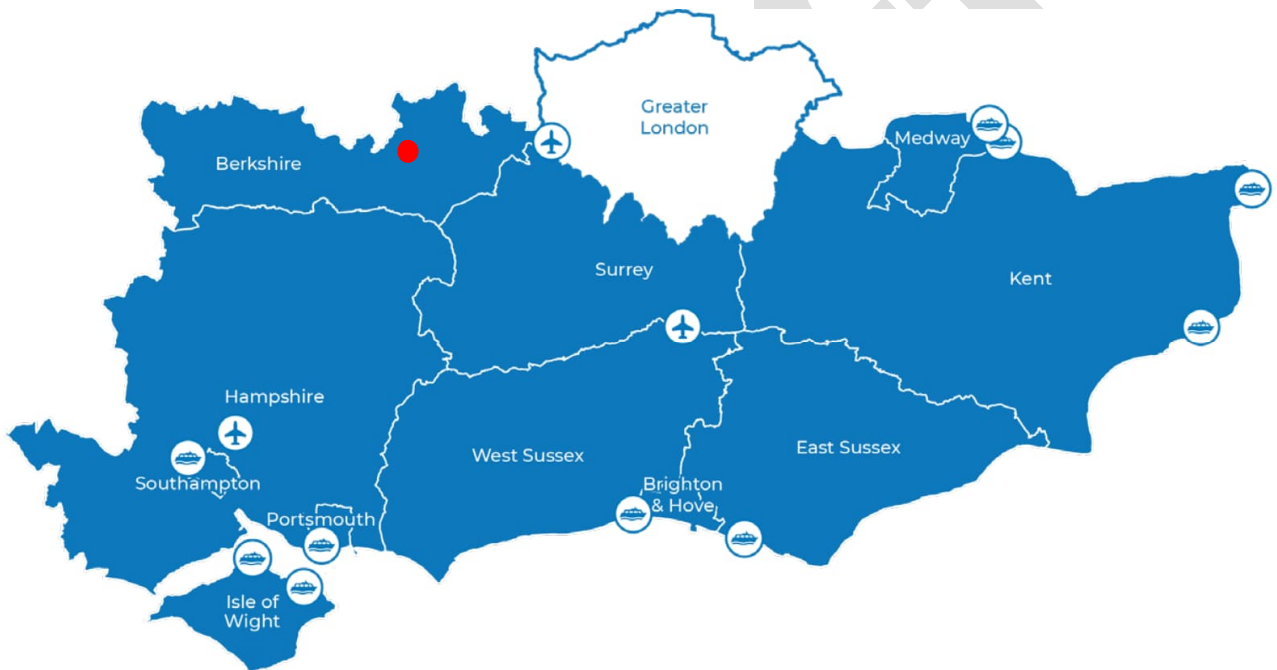 Greater
London
Medway
Berkshire
Surrey
Kent
Hampshire
West Sussex
East Sussex
Southampton
Brighton
& Hove
Portsmouth
Isle of
Wight